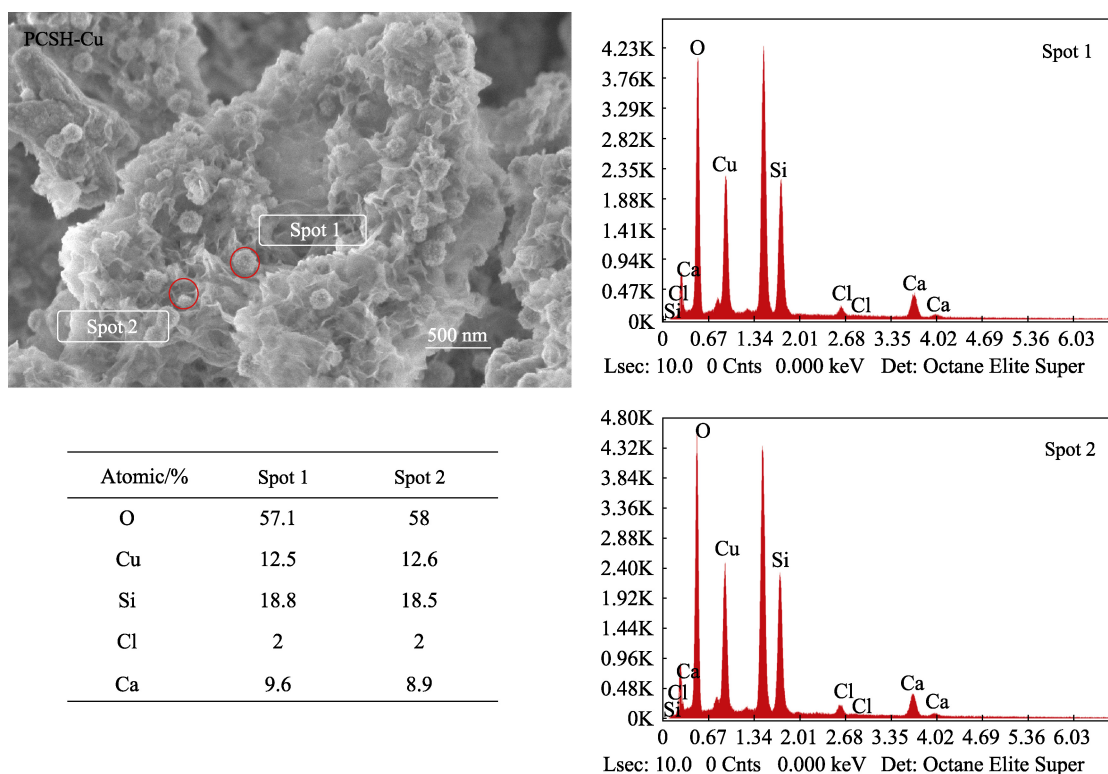 PCSH-Cu
Spot 1
Spot 2
500 nm
Atomic/% Spot 1 Spot 2
O 57.1 58
Cu 12.5 12.6
Si 18.8 18.5
Cl 2 2
Ca 9.6 8.9
Spot 1
4.23K
3.76K
3.29K
2.82K
2.35K
1.88K
1.41K
0.94K
0.47K
0K
O
Cu
Si
Ca
Cl
Si
Cl
Cl
Ca
Ca
0 0.67 1.34 2.01 2.68 3.35 4.02 4.69 5.36 6.03
Lsec: 10.0 0 Cnts 0.000 keV Det: Octane Elite Super
Spot 2
4.80K
4.32K
3.84K
3.36K
2.88K
2.40K
1.92K
1.44K
0.96K
0.48K
0K
O
Cu
Si
Ca
Cl
Si
Cl
Cl
Ca
Ca
0 0.67 1.34 2.01 2.68 3.35 4.02 4.69 5.36 6.03
Lsec: 10.0 0 Cnts 0.000 keV Det: Octane Elite Super